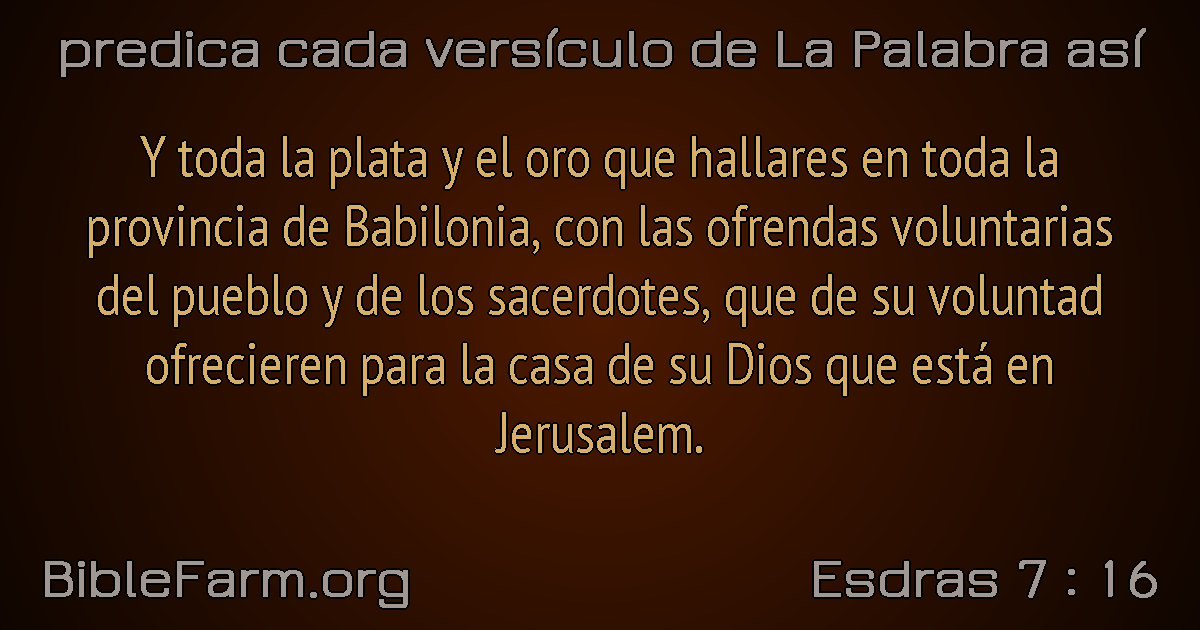 predica cada versículo de La Palabra así
Y toda la plata y el oro que hallares en toda la
provincia de Babilonia, con las ofrendas voluntarias
del pueblo y de los sacerdotes, que de su voluntad
ofrecieren para la casa de su Dios que está en
Jerusalem.
BibleFarm.org
Esdras 7 : 16